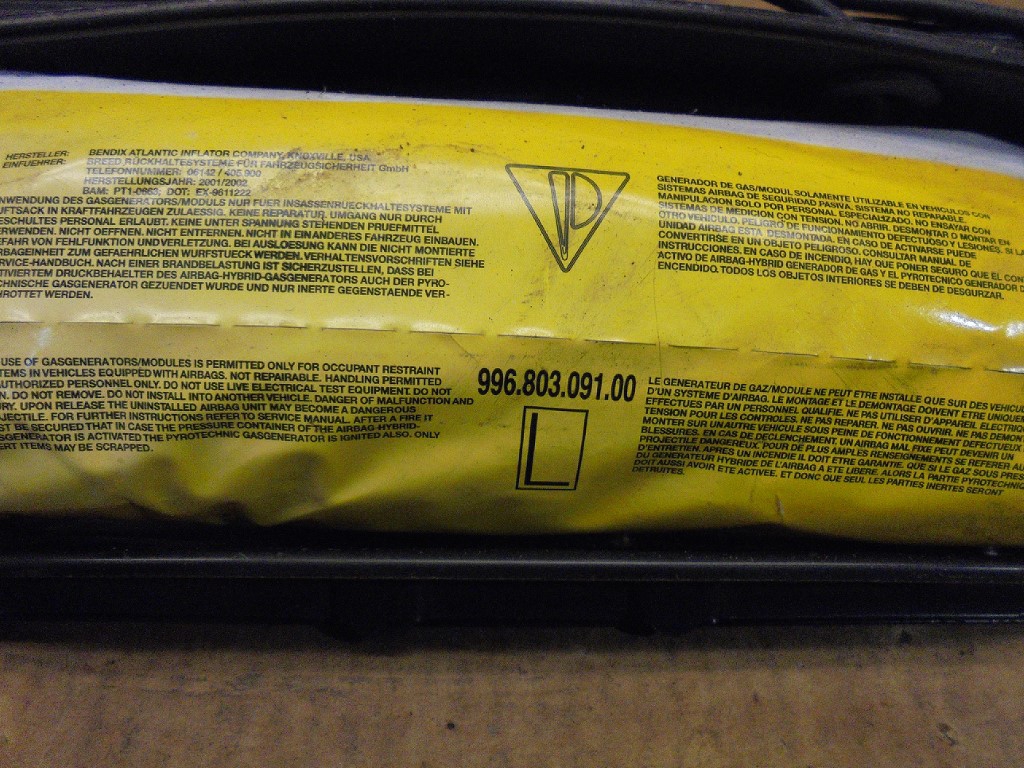 HERSTELLER: BENDIX ATLANTIC INFLATOR COMPANY, KNOXVILLE, USA
EINFUEHRER: BREED RÜCKHALTESYSTEME FÜR FAHRZEUGSICHERHEIT GmbH
TELEFONNUMMER: 06142 / 405 900
HERSTELLUNGSJAHR: 2001/2002
BAM: PT1-0663; DOT: EX-9611222
NWENDUNG DES GASGENERATORS/MODULS NUR FUER INSASSENRUECKHALTESYSTEME MIT
UFTSACK IN KRAFTFAHRZEUGEN ZULAESSIG. KEINE REPARATUR. UMGANG NUR DURCH
ESCHULTES PERSONAL ERLAUBT. KEINE UNTER SPANNUNG STEHENDEN PRUEFMITTEL
ERWENDEN. NICHT OEFFNEN. NICHT ENTFERNEN. NICHT IN EIN ANDERES FAHRZEUG EINBAUEN.
EFAHR VON FEHLFUNKTION UND VERLETZUNG. BEI AUSLOESUNG KANN DIE NICHT MONTIERTE
RBAGEINHEIT ZUM GEFAEHRLICHEN WURFSTUECK WERDEN. VERHALTENSVORSCHRIFTEN SIEHE
RVICE-HANDBUCH. NACH EINER BRANDBELASTUNG IST SICHERZUSTELLEN, DASS BEI
TIVIERTEM DRUCKBEHAELTER DES AIRBAG-HYBRID-GASGENERATORS AUCH DER PYRO-
CHNISCHE GASGENERATOR GEZUENDET WURDE UND NUR INERTE GEGENSTAENDE VER-
HROTTET WERDEN.
GENERADOR DE GAS/MODUL SOLAMENTE UTILIZABLE EN VEHICULOS CON
SISTEMAS AIRBAG DE SEGURIDAD PASIVA. SISTEMA NO REPARABLE.
MANIPULACION SOLO POR PERSONAL ESPECIALIZADO. NO ENSAYAR CON
SISTEMAS DE MEDICION CON TENSION. NO ABRIR. DESMONTAR O MONTAR EN
OTRO VEHICULO. PELIGRO DE FUNCIONAMIENTO DEFECTUOSO Y LESIONES. SI LA
UNIDAD AIRBAG ESTA DESMONTADA, EN CASO DE ACTIVARSE PUEDE
CONVERTIRSE EN UN OBJETO PELIGROSO. CONSULTAR MANUAL DE
INSTRUCCIONES. EN CASO DE INCENDIO, HAY QUE PONER SEGURO QUE EL CON
ACTIVO DE AIRBAG-HYBRID GENERADOR DE GAS Y EL PYROTECNICO GENERADOR D
ENCENDIDO. TODOS LOS OBJETOS INTERIORES SE DEBEN DE DESGURZAR.
USE OF GASGENERATORS/MODULES IS PERMITTED ONLY FOR OCCUPANT RESTRAINT
TEMS IN VEHICLES EQUIPPED WITH AIRBAGS. NOT REPAIRABLE. HANDLING PERMITTED
AUTHORIZED PERSONNEL ONLY. DO NOT USE LIVE ELECTRICAL TEST EQUIPMENT. DO NOT
N. DO NOT REMOVE. DO NOT INSTALL INTO ANOTHER VEHICLE. DANGER OF MALFUNCTION AND
RY. UPON RELEASE THE UNINSTALLED AIRBAG UNIT MAY BECOME A DANGEROUS
JECTILE. FOR FURTHER INSTRUCTIONS REFER TO SERVICE MANUAL. AFTER A FIRE IT
ST BE SECURED THAT IN CASE THE PRESSURE CONTAINER OF THE AIRBAG-HYBRID-
SGENERATOR IS ACTIVATED THE PYROTECHNIC GASGENERATOR IS IGNITED ALSO. ONLY
ERT ITEMS MAY BE SCRAPPED.
996.803.091.00
L
LE GENERATEUR DE GAZ/MODULE NE PEUT ETRE INSTALLE QUE SUR DES VEHICU
D'UN SYSTEME D'AIRBAG. LE MONTAGE ET LE DEMONTAGE DOIVENT ETRE UNIQUE
EFFECTUES PAR UN PERSONNEL QUALIFIE. NE PAS UTILISER D'APPAREIL ELECTRIQ
TENSION POUR LES CONTROLES. NE PAS REPARER. NE PAS OUVRIR. NE PAS DEMON
MONTER SUR UN AUTRE VEHICULE SOUS PEINE DE FONCTIONNEMENT DEFECTUEUX
BLESSURES. EN CAS DE DECLENCHEMENT, UN AIRBAG MAL FIXE PEUT DEVENIR UN
PROJECTILE DANGEREUX. POUR DE PLUS AMPLES RENSEIGNEMENTS SE REFERER AU
D'ENTRETIEN. APRES UN INCENDIE IL DOIT ETRE GARANTIE, QUE SI LE GAZ SOUS PRES
DU GENERATEUR HYBRIDE DE L'AIRBAG A ETE LIBERE, ALORS LA PARTIE PYROTECHNIQ
DOIT AUSSI AVOIR ETE ACTIVEE. ET DONC QUE SEUL LES PARTIES INERTES SERONT
DETRUITES.